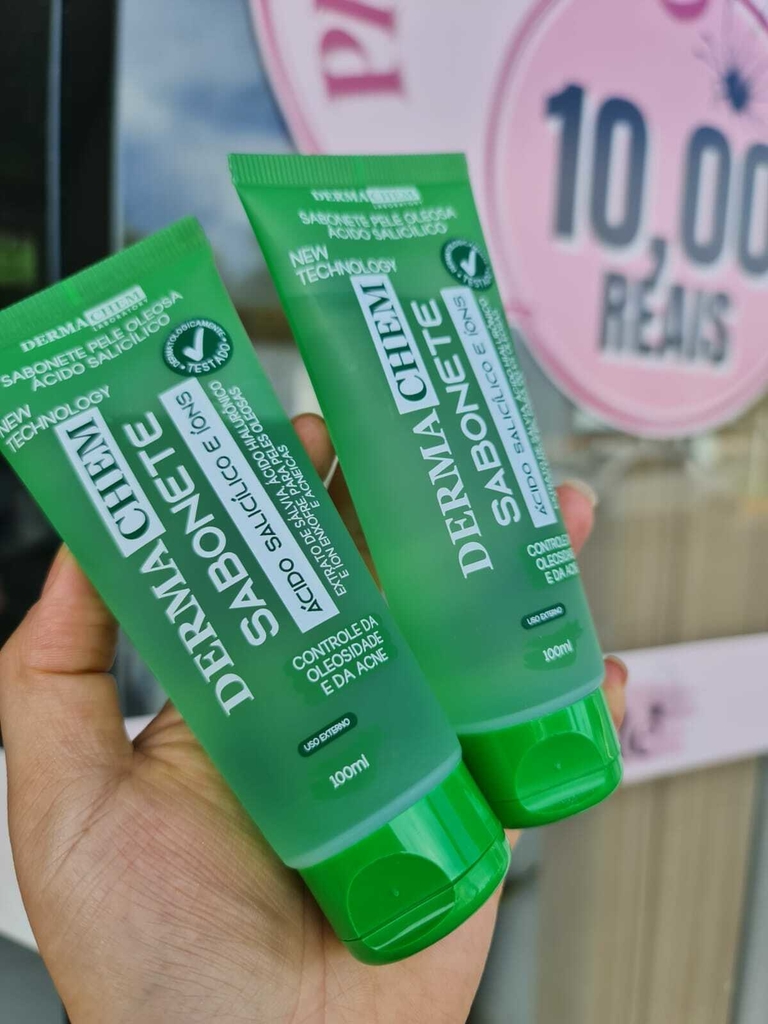 DERMACHEM
LABORATORY
SABONETE PELE OLEOSA
ÁCIDO SALICÍLICO
NEW
TECHNOLOGY
DERMATOLOGICAMENTE
TESTADO
DERMACHEM
SABONETE
ÁCIDO SALICÍLICO E ÍONS
EXTRATO DE SÁLVIA, ÁCIDO HIALURÔNICO
E ÍON ENXOFRE PARA PELES OLEOSAS
E ACNEICAS
CONTROLE DA
OLEOSIDADE
E DA ACNE
USO EXTERNO
100ml
DERMACHEM
LABORATORY
SABONETE PELE OLEOSA
ÁCIDO SALICÍLICO
NEW
TECHNOLOGY
TESTADO
DERMACHEM
SABONETE
ÁCIDO SALICÍLICO E ÍONS
CONTROLE DA
OLEOSIDADE
E DA ACNE
USO EXTERNO
100ml
10,00
REAIS